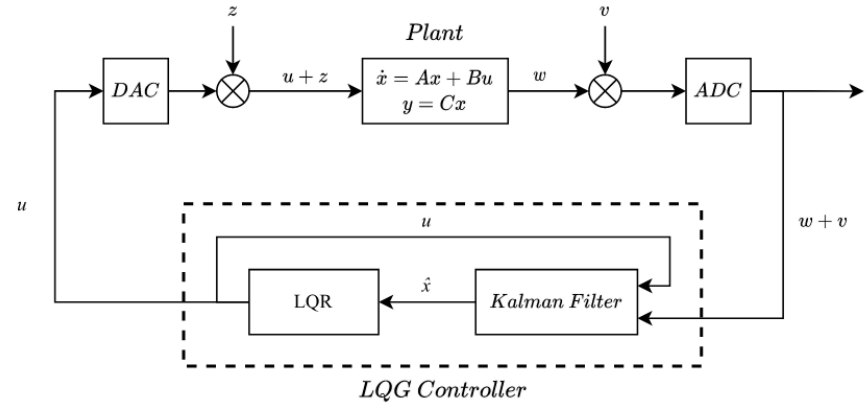 z
v
Plant
DAC
u + z
ẋ = Ax + Bu
y = Cx
w
ADC
u
w + v
u
LQR
x̂
Kalman Filter
LQG Controller